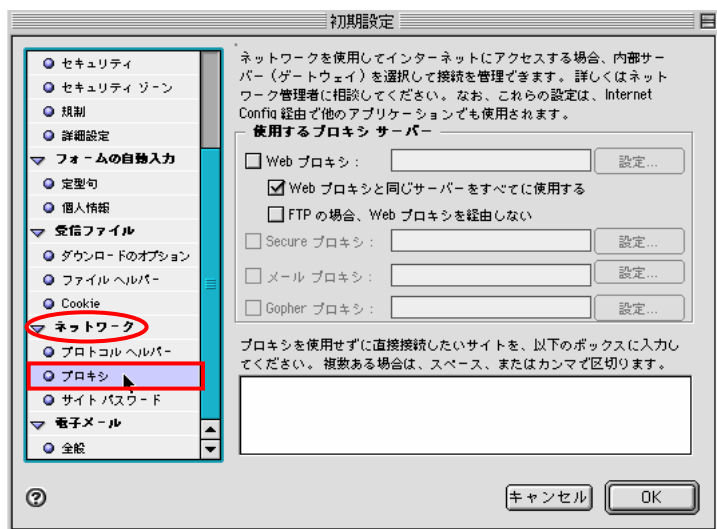 初期設定
セキュリティ
セキュリティ ゾーン
規制
詳細設定
フォームの自動入力
定型句
個人情報
受信ファイル
ダウンロードのオプション
ファイル ヘルパー
Cookie
ネットワーク
プロトコル ヘルパー
プロキシ
サイト パスワード
電子メール
全般
ネットワークを使用してインターネットにアクセスする場合、内部サー
バー（ゲートウェイ）を選択して接続を管理できます。詳しくはネット
ワーク管理者に相談してください。なお、これらの設定は、Internet
Config 経由で他のアプリケーションでも使用されます。
使用するプロキシ サーバー
Web プロキシ： 設定...
Web プロキシと同じサーバーをすべてに使用する
FTP の場合、Web プロキシを経由しない
Secure プロキシ： 設定...
メール プロキシ： 設定...
Gopher プロキシ： 設定...
プロキシを使用せずに直接接続したいサイトを、以下のボックスに入力し
てください。複数ある場合は、スペース、またはカンマで区切ります。
?
キャンセル OK